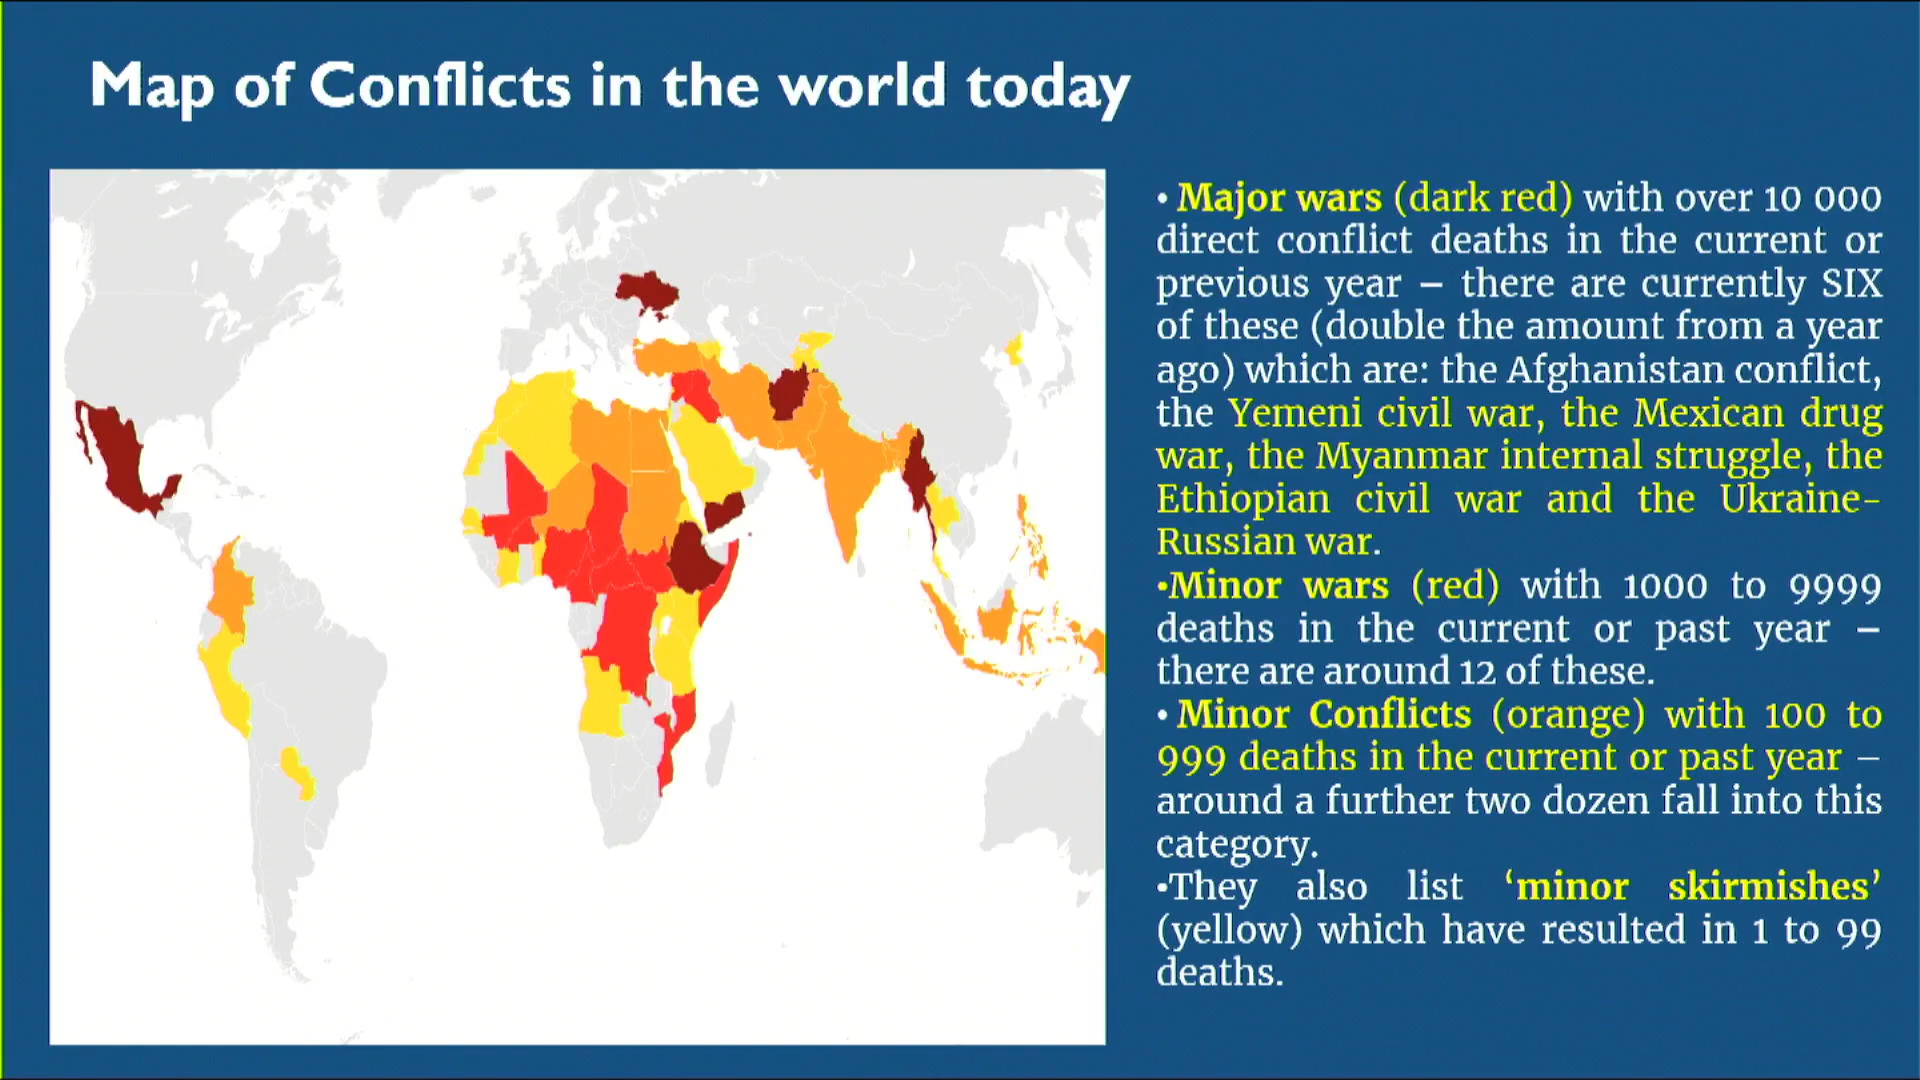 Map of Conflicts in the world today
• Major wars (dark red) with over 10 000
direct conflict deaths in the current or
previous year – there are currently SIX
of these (double the amount from a year
ago) which are: the Afghanistan conflict,
the Yemeni civil war, the Mexican drug
war, the Myanmar internal struggle, the
Ethiopian civil war and the Ukraine-
Russian war.
•Minor wars (red) with 1000 to 9999
deaths in the current or past year –
there are around 12 of these.
• Minor Conflicts (orange) with 100 to
999 deaths in the current or past year –
around a further two dozen fall into this
category.
•They also list ‘minor skirmishes’
(yellow) which have resulted in 1 to 99
deaths.